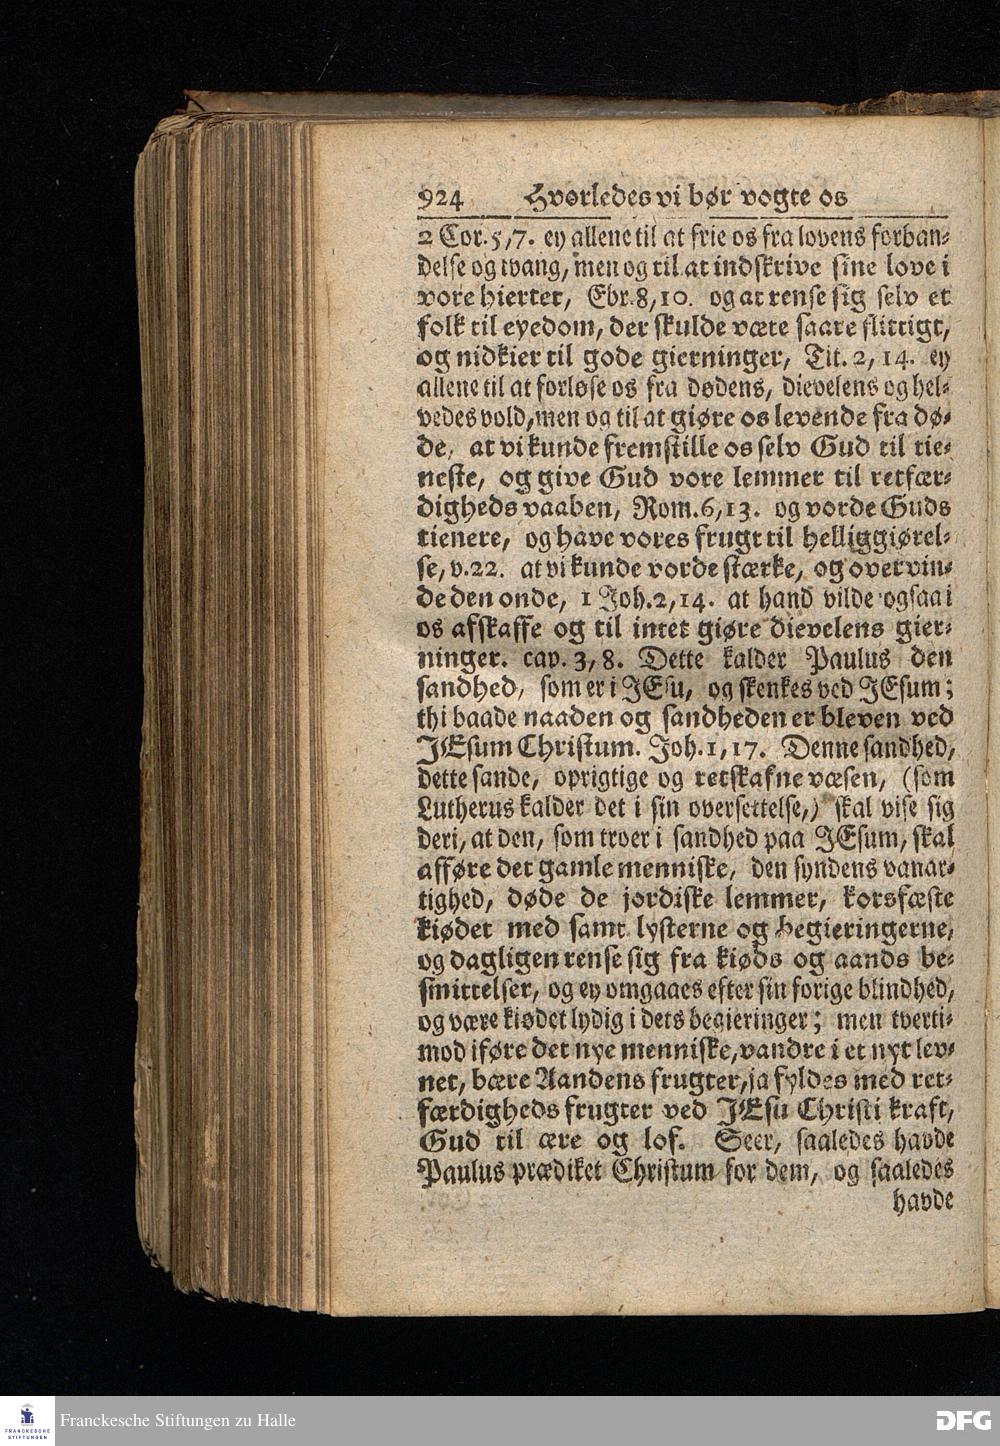 924 Hvorledes vi bør vogte os
2 Cor. 5, 7. ey allene til at frie os fra lovens forban-
delse og tvang, men og til at indskrive sine love i
vore hierter, Ebr. 8, 10. og at rense sig selv et
folk til eyedom, der skulde være saare flittigt,
og nidkier til gode gierninger, Tit. 2, 14. ey
allene til at forløse os fra dødens, dievelens og hel-
vedes vold, men og til at giøre os levende fra dø-
de, at vi kunde fremstille os selv Gud til tie-
neste, og give Gud vore lemmer til retfær-
digheds vaaben, Rom. 6, 13. og vorde Guds
tienere, og have vores frugt til helliggiørel-
se, v. 22. at vi kunde vorde stærke, og overvin-
de den onde, 1 Joh. 2, 14. at hand vilde ogsaa i
os afskaffe og til intet giøre dievelens gier-
ninger. cap. 3, 8. Dette kalder Paulus den
sandhed, som er i JEsu, og skenkes ved JEsum;
thi baade naaden og sandheden er bleven ved
JEsum Christum. Joh. 1, 17. Denne sandhed,
dette sande, oprigtige og retskafne væsen, (som
Lutherus kalder det i sin oversettelse,) skal vise sig
deri, at den, som troer i sandhed paa JEsum, skal
afføre det gamle menniske, den syndens vanar-
tighed, døde de jordiske lemmer, korsfæste
kiødet med samt lysterne og begieringerne,
og dagligen rense sig fra kiøds og aands be-
smittelser, og ey omgaaes efter sin forige blindhed,
og være kiødet lydig i dets begieringer; men tverti-
mod iføre det nye menniske, vandre i et nyt lev-
net, bære Aandens frugter, ja fyldes med ret-
færdigheds frugter ved JEsu Christi kraft,
Gud til ære og lof. Seer, saaledes havde
Paulus prædiket Christum for dem, og saaledes
havde
FRANCKESCHE
STIFTUNGEN
Franckesche Stiftungen zu Halle
DFG